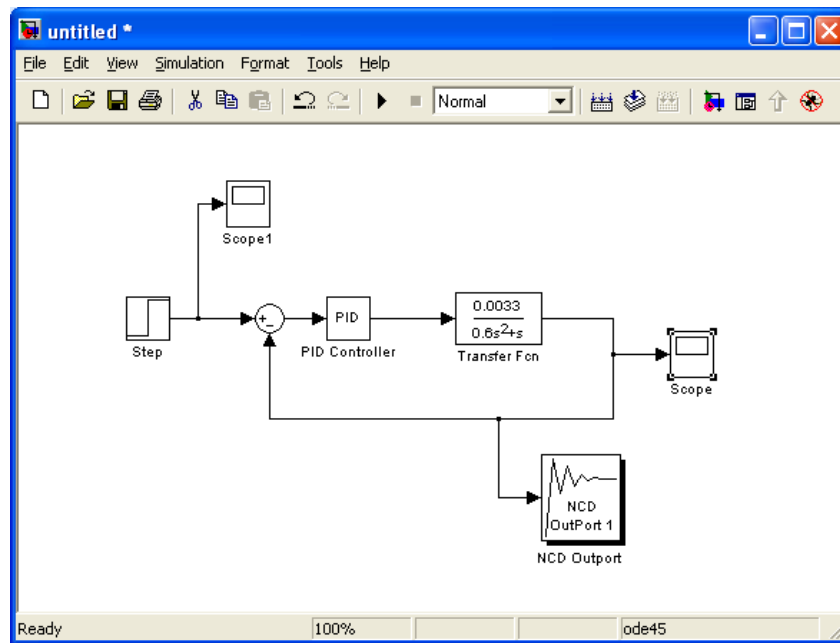 untitled *
File Edit View Simulation Format Tools Help
Normal
Scope1
Step
+
-
PID
PID Controller
0.0033
0.6s²+s
Transfer Fcn
Scope
NCD
OutPort 1
NCD Outport
Ready 100% ode45